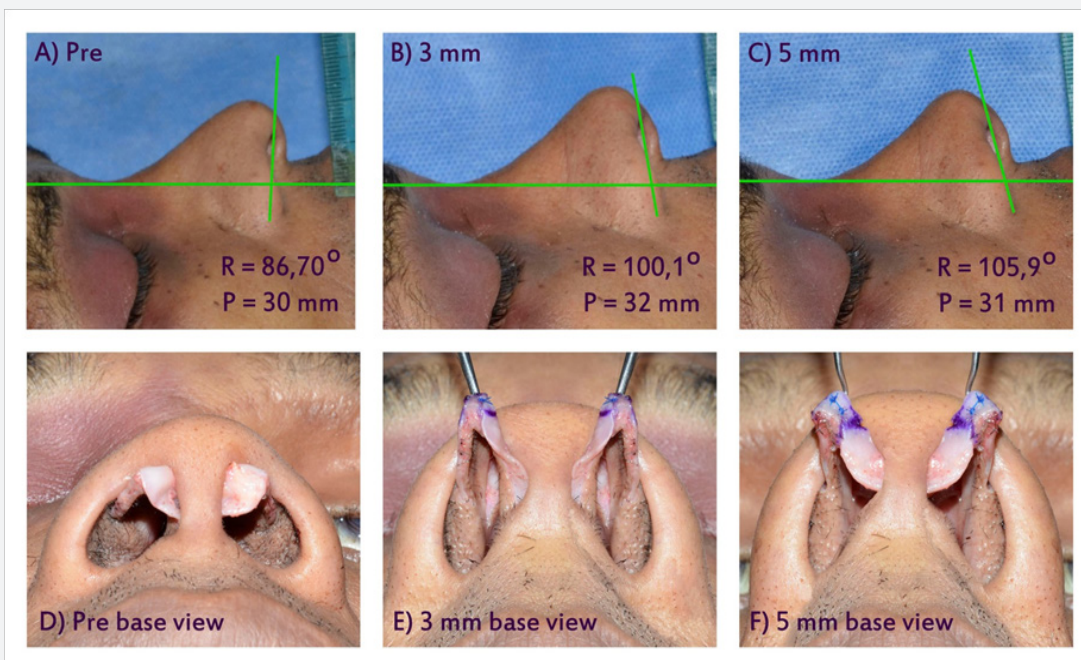 A) Pre
R = 86,70°
P = 30 mm
B) 3 mm
R = 100,1°
P = 32 mm
C) 5 mm
R = 105,9°
P = 31 mm
D) Pre base view
E) 3 mm base view
F) 5 mm base view